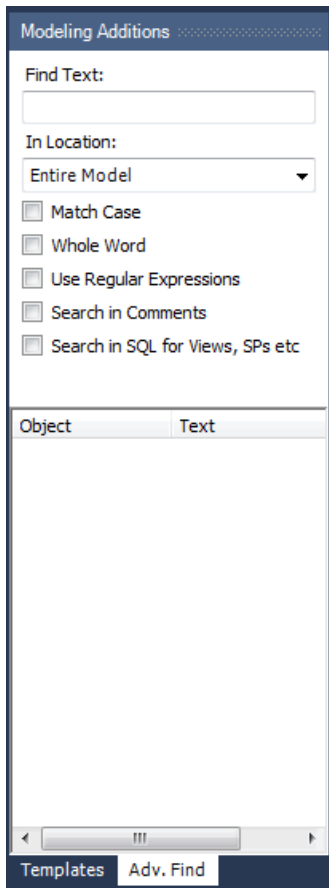 Modeling Additions
Find Text:
In Location:
Entire Model
Match Case
Whole Word
Use Regular Expressions
Search in Comments
Search in SQL for Views, SPs etc
Object Text
Templates Adv. Find